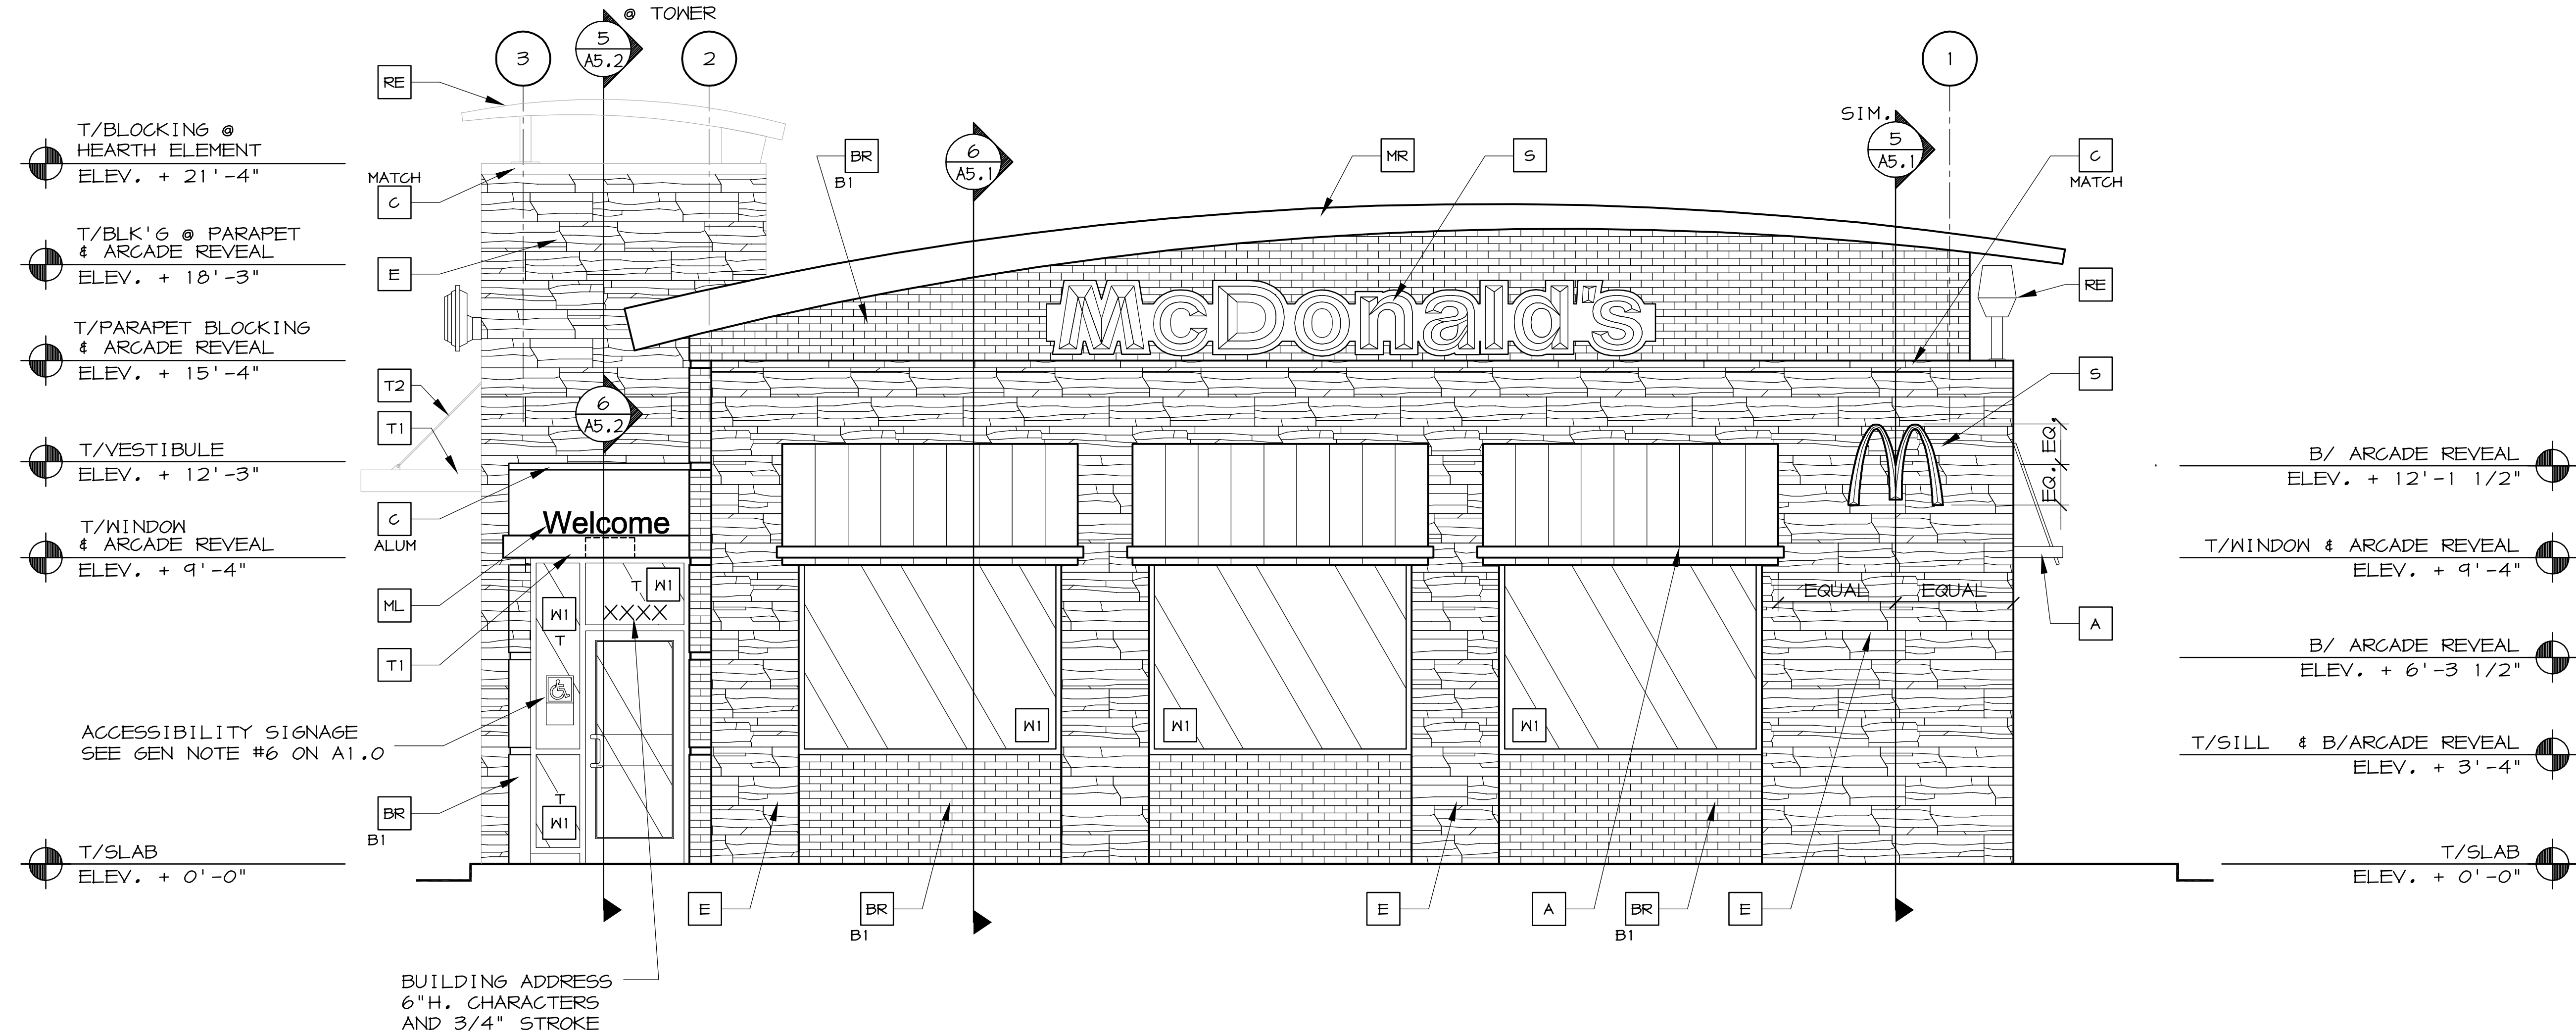 @ TOWER
3
5
A5.2
2
1
RE
SIM.
5
A5.1
T/BLOCKING @
HEARTH ELEMENT
ELEV. + 21'-4"
BR
B1
6
A5.1
MR
S
C
MATCH
MATCH
C
T/BLK'G @ PARAPET
& ARCADE REVEAL
ELEV. + 18'-3"
E
RE
McDonald's
T/PARAPET BLOCKING
& ARCADE REVEAL
ELEV. + 15'-4"
T2
T1
6
A5.2
S
EQ.
EQ.
T/VESTIBULE
ELEV. + 12'-3"
B/ ARCADE REVEAL
ELEV. + 12'-1 1/2"
C
ALUM
Welcome
T/WINDOW
& ARCADE REVEAL
ELEV. + 9'-4"
T/WINDOW & ARCADE REVEAL
ELEV. + 9'-4"
ML
T
W1
W1
XXXX
T
EQUAL
EQUAL
A
T1
B/ ARCADE REVEAL
ELEV. + 6'-3 1/2"
ACCESSIBILITY SIGNAGE
SEE GEN NOTE #6 ON A1.0
W1
W1
W1
T/SILL & B/ARCADE REVEAL
ELEV. + 3'-4"
BR
B1
T
W1
T/SLAB
ELEV. + 0'-0"
T/SLAB
ELEV. + 0'-0"
E
BR
B1
E
A
BR
B1
E
BUILDING ADDRESS
6"H. CHARACTERS
AND 3/4" STROKE